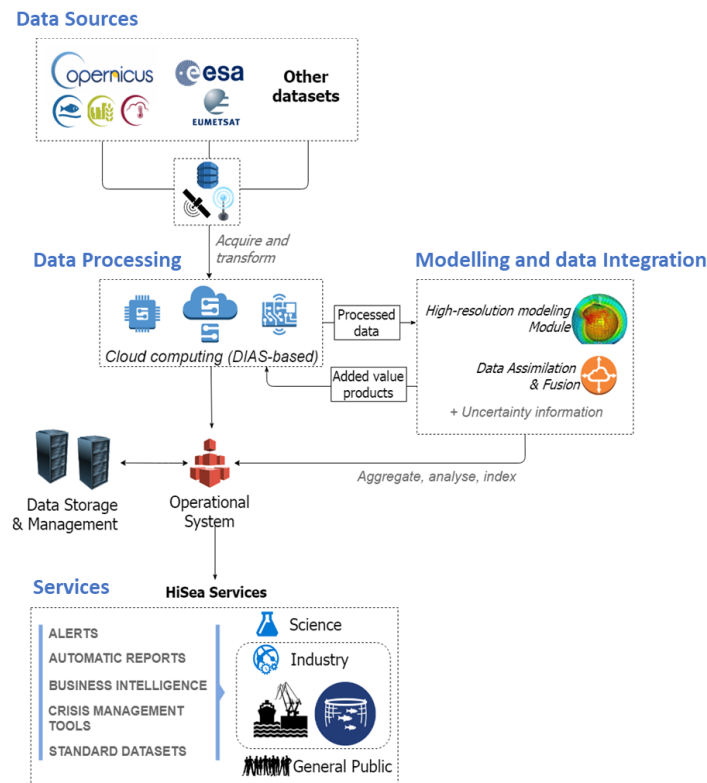 Data Sources
opernicus
esa
EUMETSAT
Other
datasets
Acquire and
transform
Data Processing
Modelling and data Integration
Cloud computing (DIAS-based)
Processed
data
Added value
products
High-resolution modeling
Module
Data Assimilation
& Fusion
+ Uncertainty information
Data Storage
& Management
Operational
System
Aggregate, analyse, index
Services
HiSea Services
ALERTS
AUTOMATIC REPORTS
BUSINESS INTELLIGENCE
CRISIS MANAGEMENT
TOOLS
STANDARD DATASETS
Science
Industry
General Public